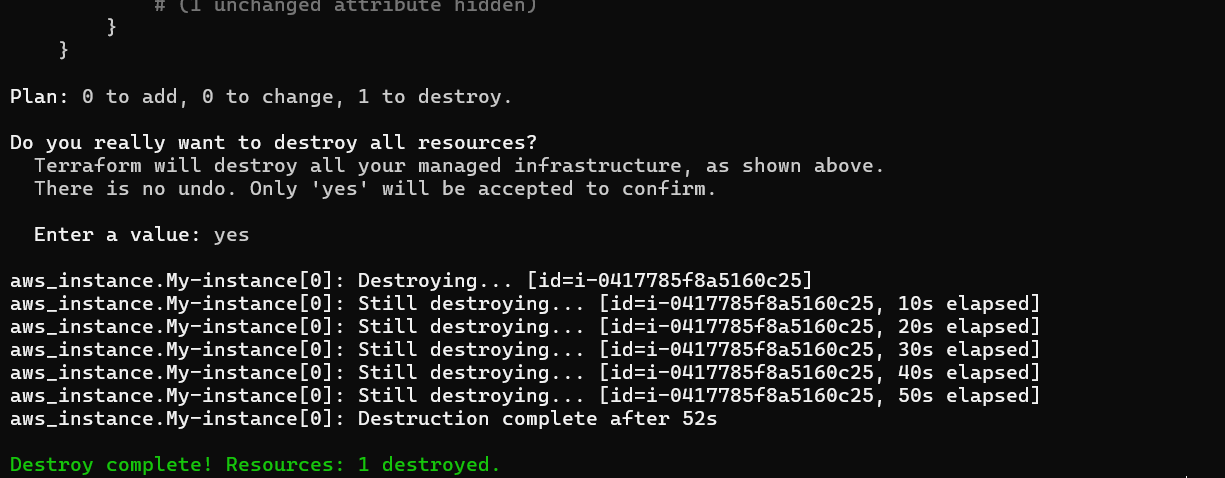 # (1 unchanged attribute hidden)
}
}
Plan: 0 to add, 0 to change, 1 to destroy.
Do you really want to destroy all resources?
Terraform will destroy all your managed infrastructure, as shown above.
There is no undo. Only 'yes' will be accepted to confirm.
Enter a value: yes
aws_instance.My-instance[0]: Destroying... [id=i-0417785f8a5160c25]
aws_instance.My-instance[0]: Still destroying... [id=i-0417785f8a5160c25, 10s elapsed]
aws_instance.My-instance[0]: Still destroying... [id=i-0417785f8a5160c25, 20s elapsed]
aws_instance.My-instance[0]: Still destroying... [id=i-0417785f8a5160c25, 30s elapsed]
aws_instance.My-instance[0]: Still destroying... [id=i-0417785f8a5160c25, 40s elapsed]
aws_instance.My-instance[0]: Still destroying... [id=i-0417785f8a5160c25, 50s elapsed]
aws_instance.My-instance[0]: Destruction complete after 52s
Destroy complete! Resources: 1 destroyed.